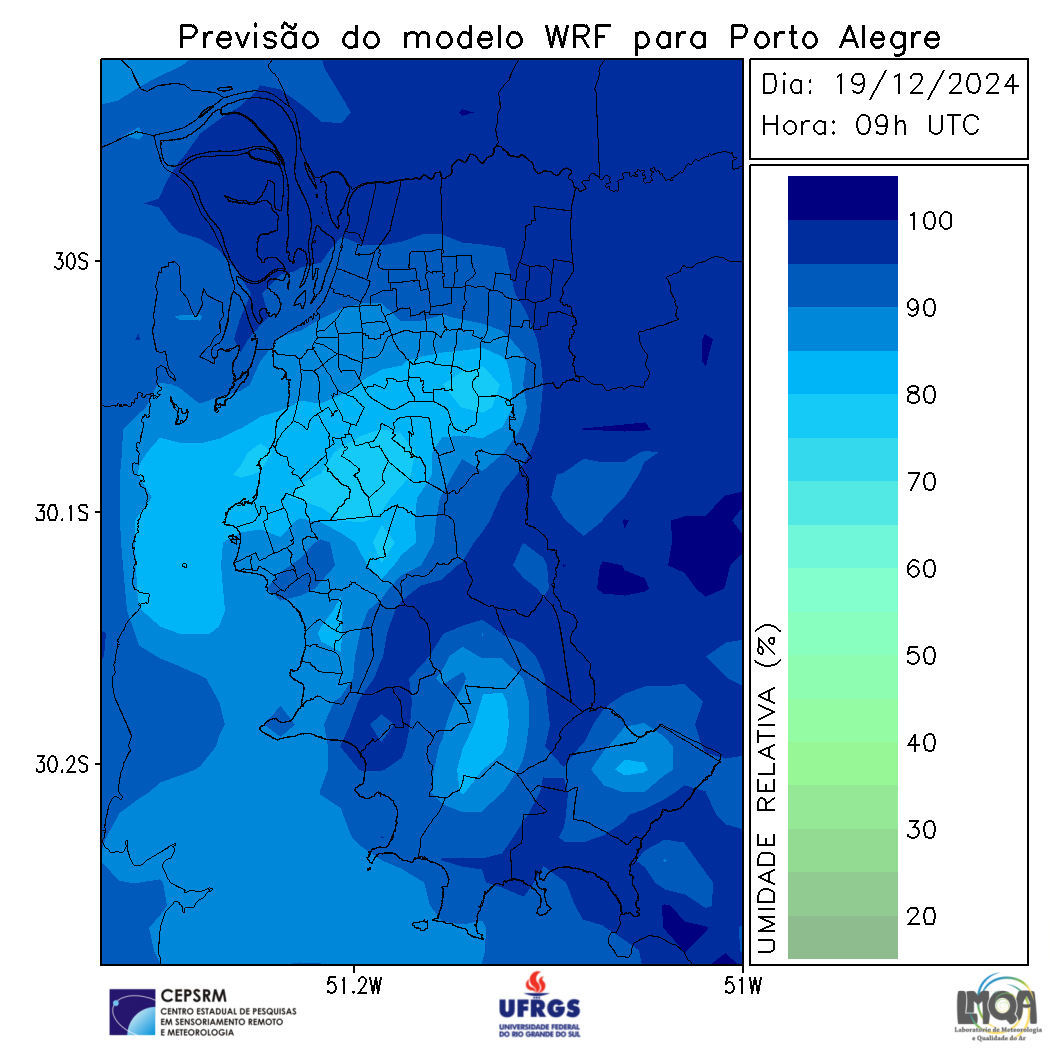 Previsão do modelo WRF para Porto Alegre
Dia: 19/12/2024
Hora: 09h UTC
30S
30.1S
30.2S
51.2W
51W
100
90
80
70
60
50
40
30
20
UMIDADE RELATIVA (%)
CEPSRM
CENTRO ESTADUAL DE PESQUISAS
EM SENSORIAMENTO REMOTO
E METEOROLOGIA
UFRGS
UNIVERSIDADE FEDERAL
DO RIO GRANDE DO SUL
LMQA
Laboratório de Meteorologia
e Qualidade do Ar